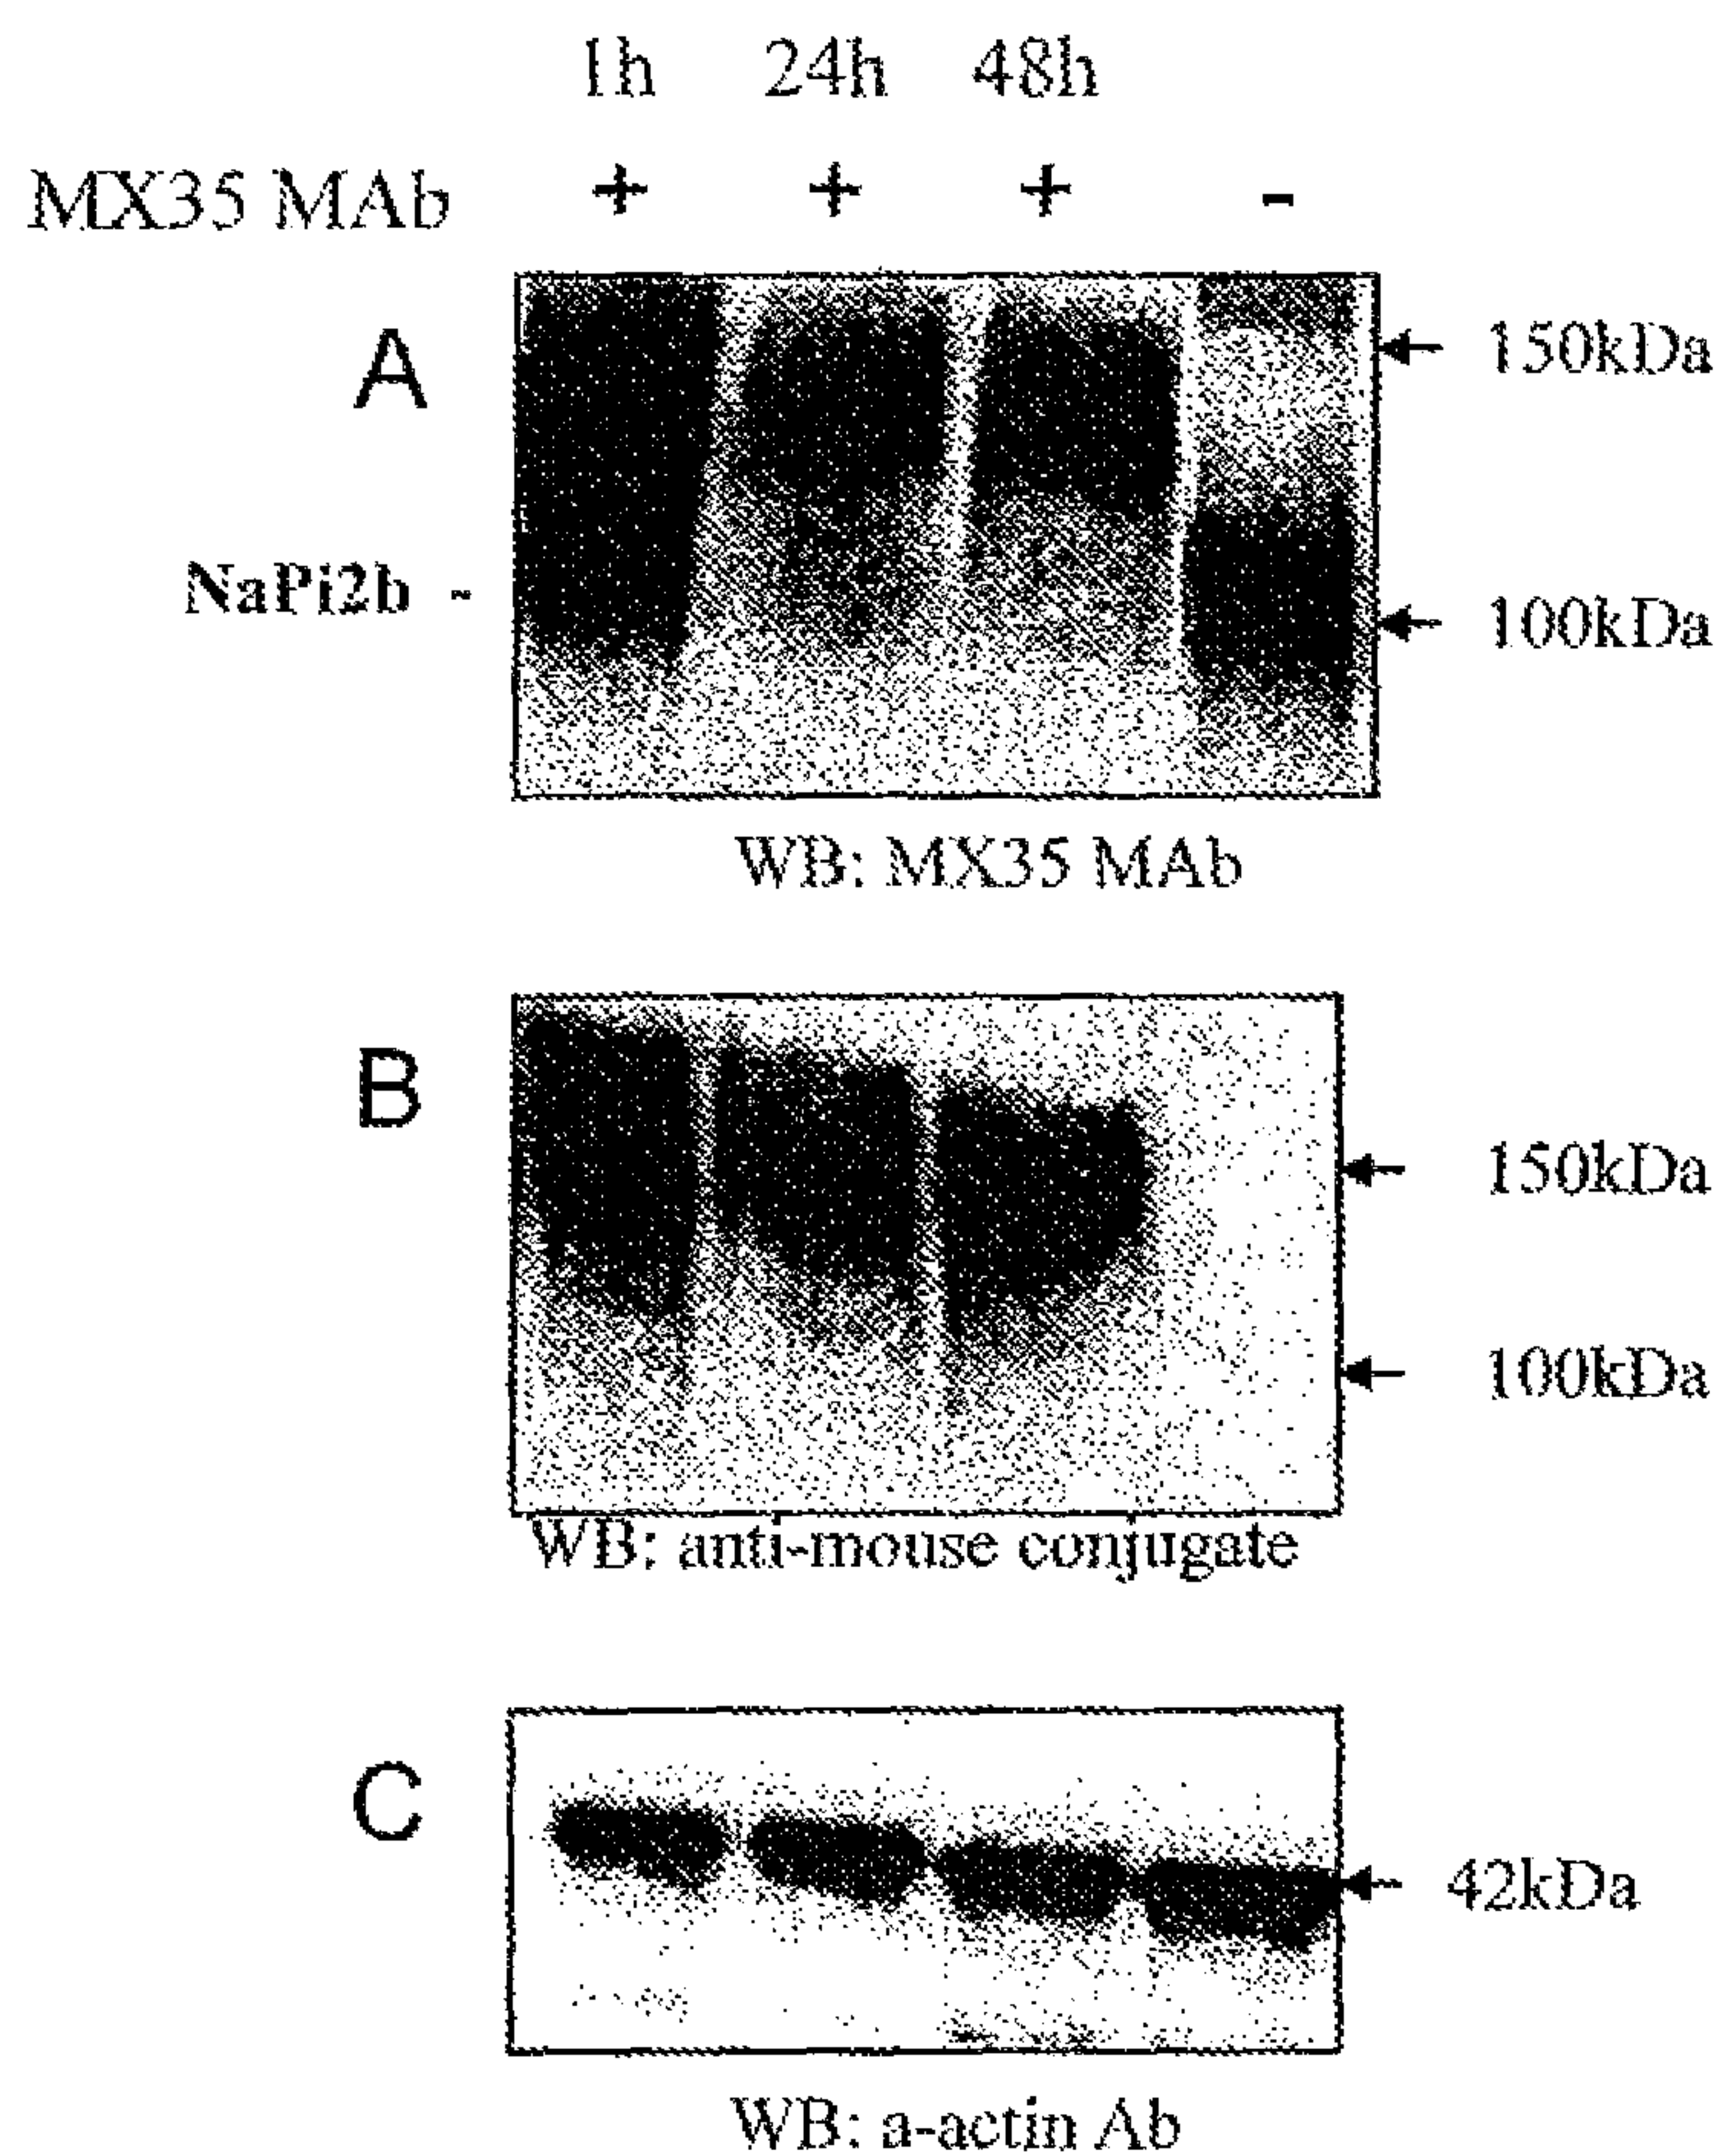 1h 24h 48h
MX35 MAb + + + -
A
150kDa
NaPi2b -
100kDa
WB: MX35 MAb
B
150kDa
100kDa
WB: anti-mouse conjugate
C
42kDa
WB: a-actin Ab